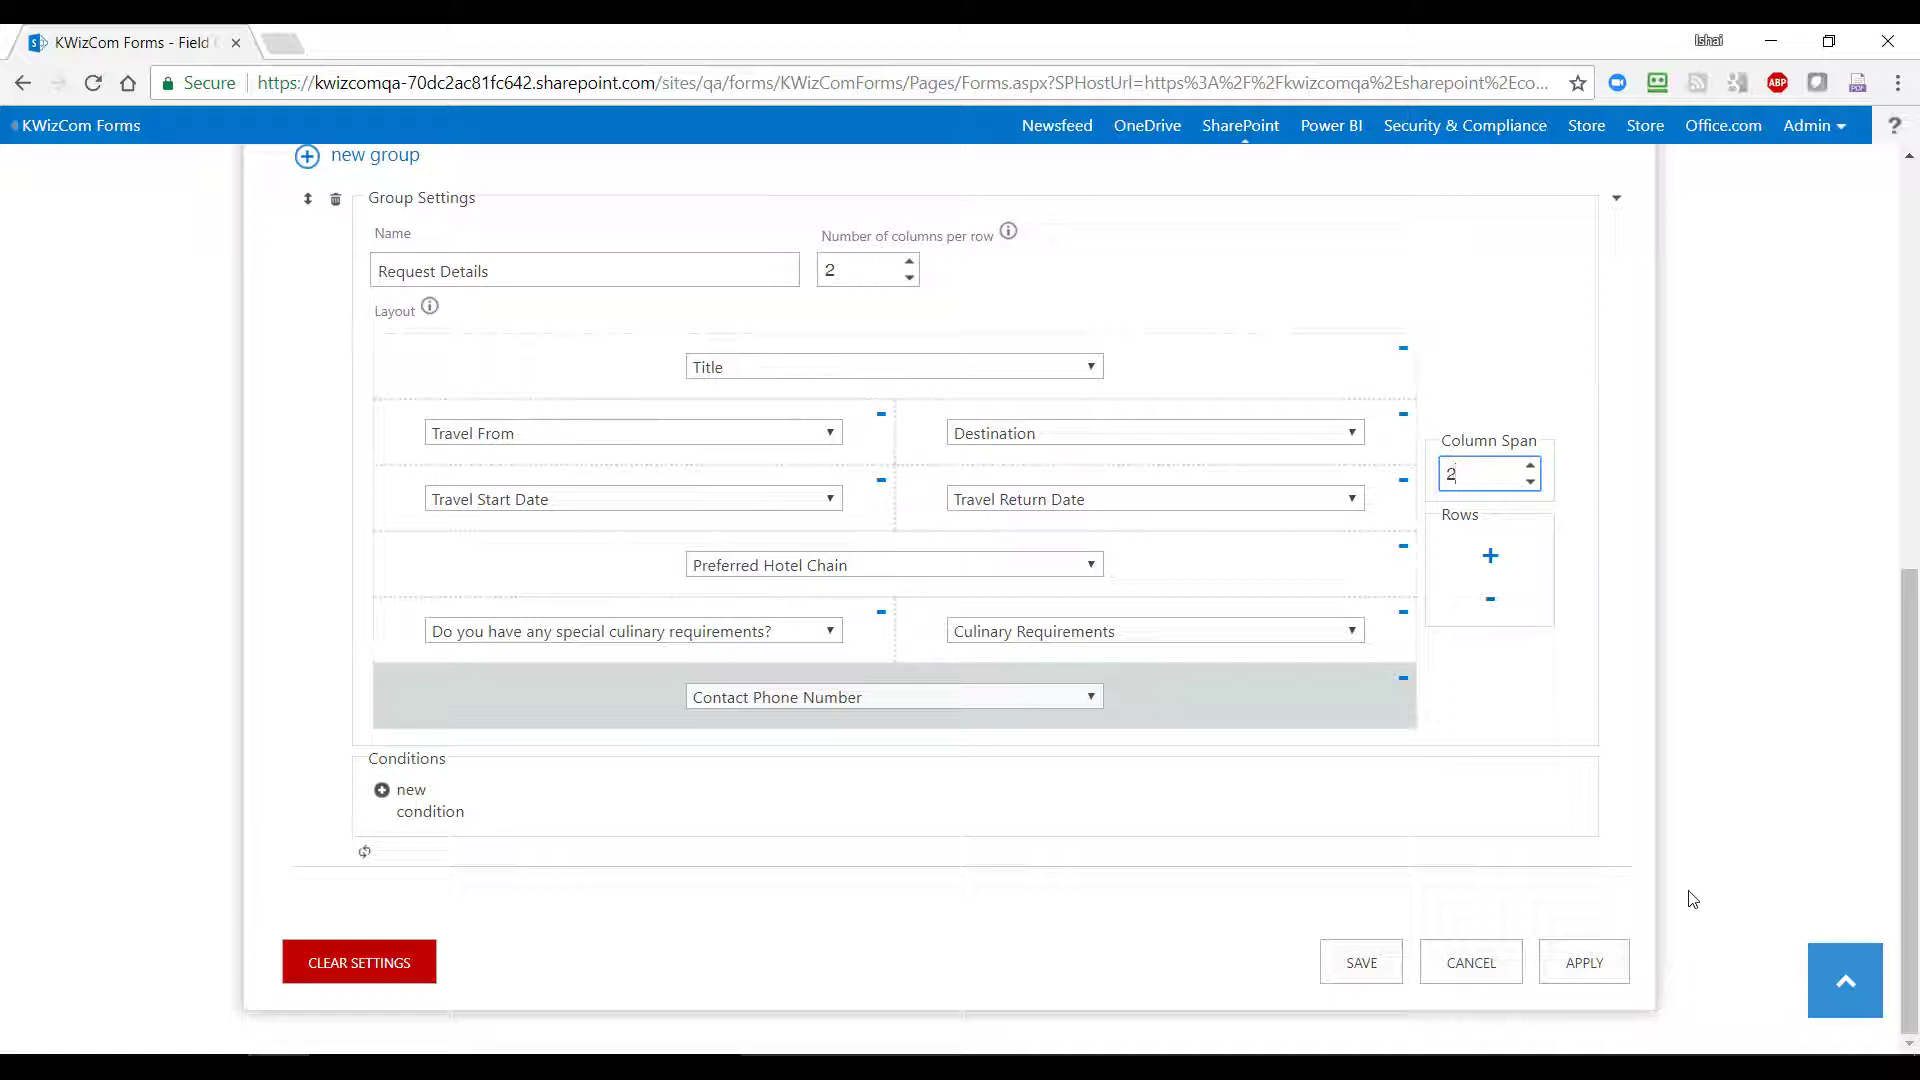 KWizCom Forms - Field
Ishai
Secure https://kwizcomqa-70dc2ac81fc642.sharepoint.com/sites/qa/forms/KWizComForms/Pages/Forms.aspx?SPHostUrl=https%3A%2F%2Fkwizcomqa%2Esharepoint%2Eco...
ABP
PDF
KWizCom Forms Newsfeed OneDrive SharePoint Power BI Security & Compliance Store Store Office.com Admin ?
new group
Group Settings
Name
Number of columns per row
Request Details 2
Layout
Title
Travel From Destination
Column Span
2
Travel Start Date Travel Return Date
Rows
+
Preferred Hotel Chain
-
Do you have any special culinary requirements? Culinary Requirements
Contact Phone Number
Conditions
new
condition
CLEAR SETTINGS SAVE CANCEL APPLY